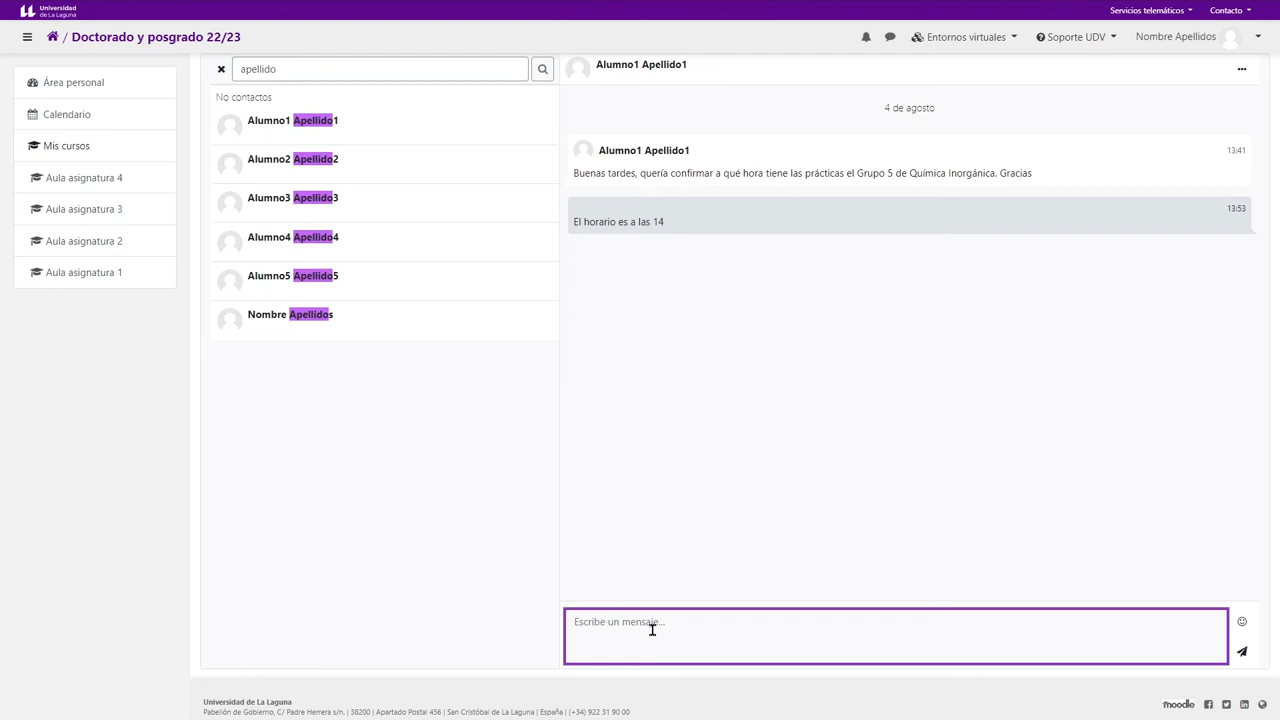 Universidad
de La Laguna
Servicios telemáticos
Contacto
/ Doctorado y posgrado 22/23
Entornos virtuales
Soporte UDV
Nombre Apellidos
Área personal
Calendario
Mis cursos
Aula asignatura 4
Aula asignatura 3
Aula asignatura 2
Aula asignatura 1
apellido
No contactos
Alumno1 Apellido1
Alumno2 Apellido2
Alumno3 Apellido3
Alumno4 Apellido4
Alumno5 Apellido5
Nombre Apellidos
Alumno1 Apellido1
4 de agosto
Alumno1 Apellido1
13:41
Buenas tardes, quería confirmar a qué hora tiene las prácticas el Grupo 5 de Química Inorgánica. Gracias
13:53
El horario es a las 14
Escribe un mensaje...
Universidad de La Laguna
Pabellón de Gobierno, C/ Padre Herrera s/n. | 38200 | Apartado Postal 456 | San Cristóbal de La Laguna | España | (+34) 922 31 90 00
moodle